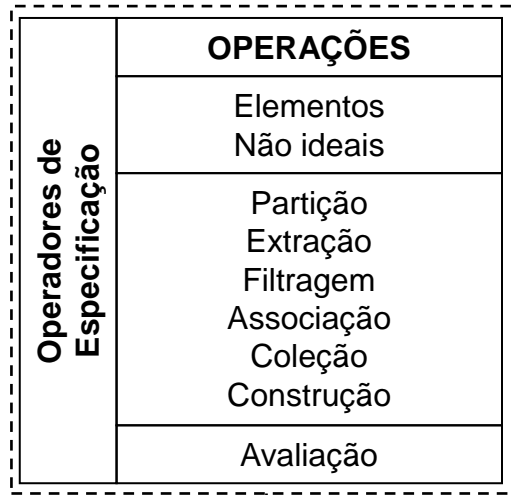 Operadores de
Especificação
OPERAÇÕES
Elementos
Não ideais
Partição
Extração
Filtragem
Associação
Coleção
Construção
Avaliação